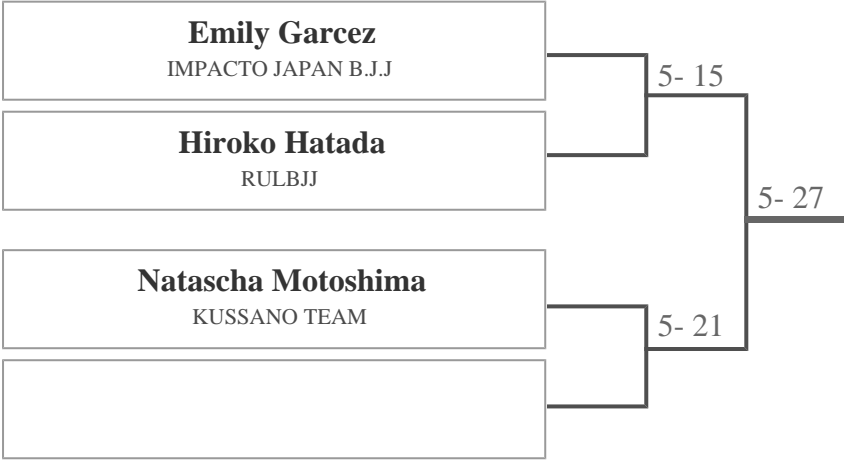 Emily Garcez
IMPACTO JAPAN B.J.J
5- 15
Hiroko Hatada
RULBJJ
5- 27
Natascha Motoshima
KUSSANO TEAM
5- 21